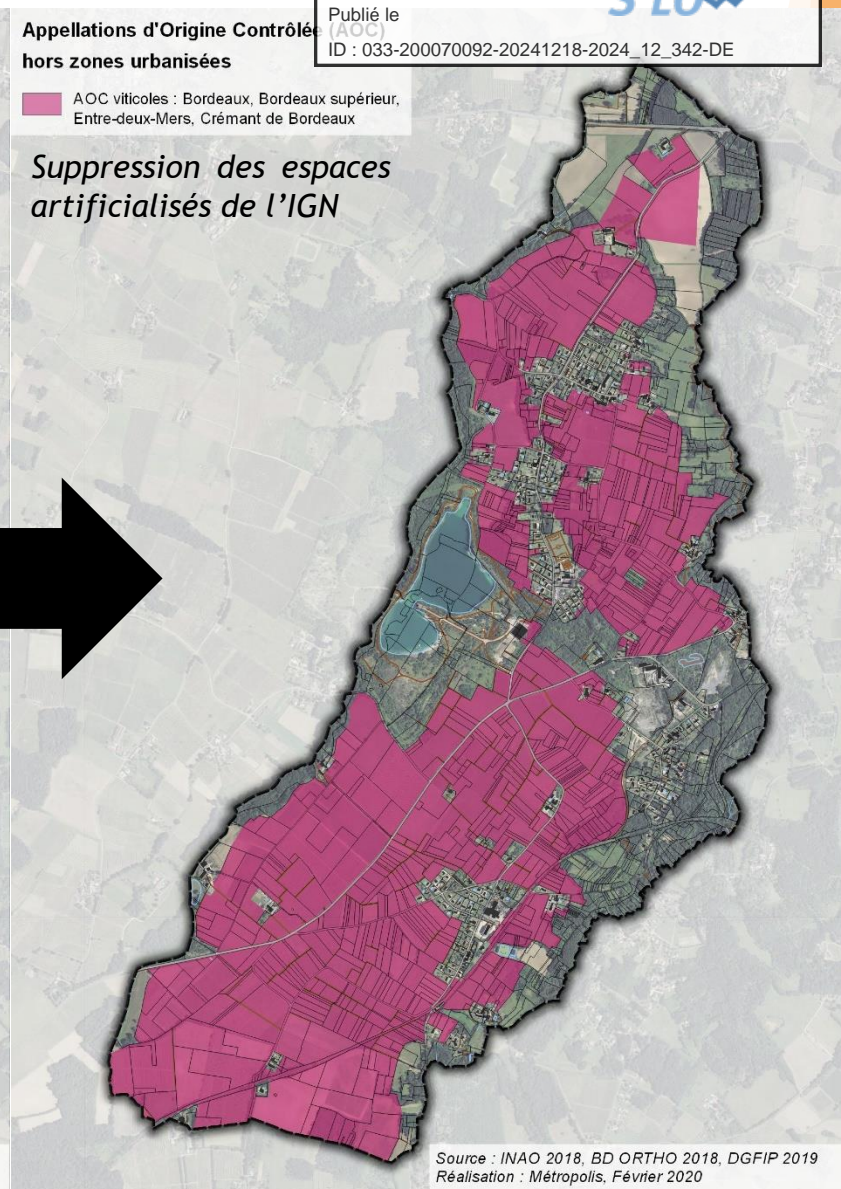 Publié le
S LO
ID : 033-200070092-20241218-2024_12_342-DE
Appellations d'Origine Contrôlée (AOC)
hors zones urbanisées
AOC viticoles : Bordeaux, Bordeaux supérieur,
Entre-deux-Mers, Crémant de Bordeaux
Suppression des espaces
artificialisés de l'IGN
Source : INAO 2018, BD ORTHO 2018, DGFIP 2019
Réalisation : Métropolis, Février 2020